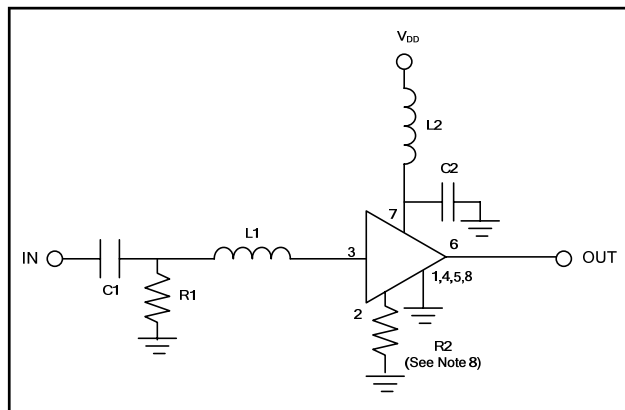 VDD
L2
C2
7
L1
IN
3
6
OUT
C1
R1
1,4,5,8
2
R2
(See Note 8)